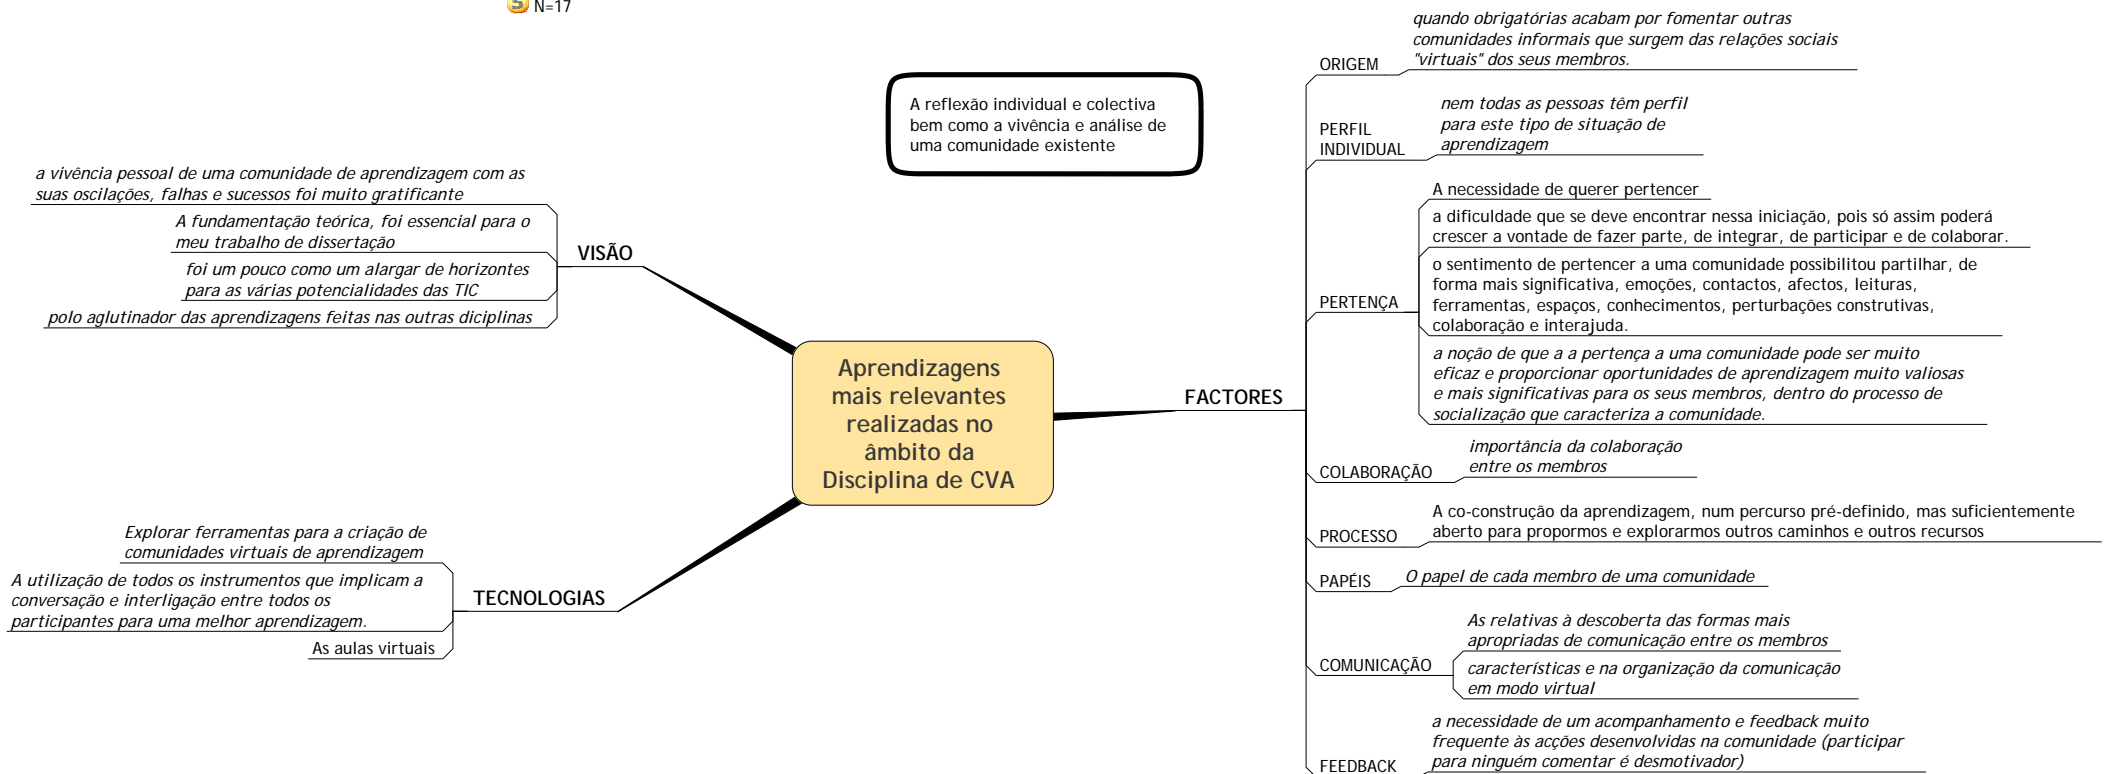 5 N=17
A reflexão individual e colectiva
bem como a vivência e análise de
uma comunidade existente
a vivência pessoal de uma comunidade de aprendizagem com as
suas oscilações, falhas e sucessos foi muito gratificante
A fundamentação teórica, foi essencial para o
meu trabalho de dissertação
foi um pouco como um alargar de horizontes
para as várias potencialidades das TIC
polo aglutinador das aprendizagens feitas nas outras diciplinas
VISÃO
Explorar ferramentas para a criação de
comunidades virtuais de aprendizagem
A utilização de todos os instrumentos que implicam a
conversação e interligação entre todos os
participantes para uma melhor aprendizagem.
As aulas virtuais
TECNOLOGIAS
Aprendizagens
mais relevantes
realizadas no
âmbito da
Disciplina de CVA
FACTORES
ORIGEM
quando obrigatórias acabam por fomentar outras
comunidades informais que surgem das relações sociais
"virtuais" dos seus membros.
PERFIL
INDIVIDUAL
nem todas as pessoas têm perfil
para este tipo de situação de
aprendizagem
PERTENÇA
A necessidade de querer pertencer
a dificuldade que se deve encontrar nessa iniciação, pois só assim poderá
crescer a vontade de fazer parte, de integrar, de participar e de colaborar.
o sentimento de pertencer a uma comunidade possibilitou partilhar, de
forma mais significativa, emoções, contactos, afectos, leituras,
ferramentas, espaços, conhecimentos, perturbações construtivas,
colaboração e interajuda.
a noção de que a a pertença a uma comunidade pode ser muito
eficaz e proporcionar oportunidades de aprendizagem muito valiosas
e mais significativas para os seus membros, dentro do processo de
socialização que caracteriza a comunidade.
COLABORAÇÃO
importância da colaboração
entre os membros
PROCESSO
A co-construção da aprendizagem, num percurso pré-definido, mas suficientemente
aberto para propormos e explorarmos outros caminhos e outros recursos
PAPÉIS
O papel de cada membro de uma comunidade
COMUNICAÇÃO
As relativas à descoberta das formas mais
apropriadas de comunicação entre os membros
características e na organização da comunicação
em modo virtual
FEEDBACK
a necessidade de um acompanhamento e feedback muito
frequente às acções desenvolvidas na comunidade (participar
para ninguém comentar é desmotivador)